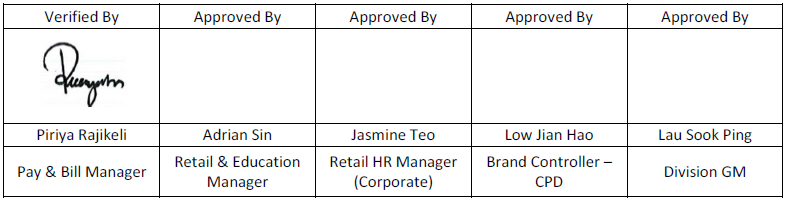 Verified By Approved By Approved By Approved By Approved By
Piriya Rajikeli Adrian Sin Jasmine Teo Low Jian Hao Lau Sook Ping
Pay & Bill Manager Retail & Education Manager Retail HR Manager (Corporate) Brand Controller – CPD Division GM